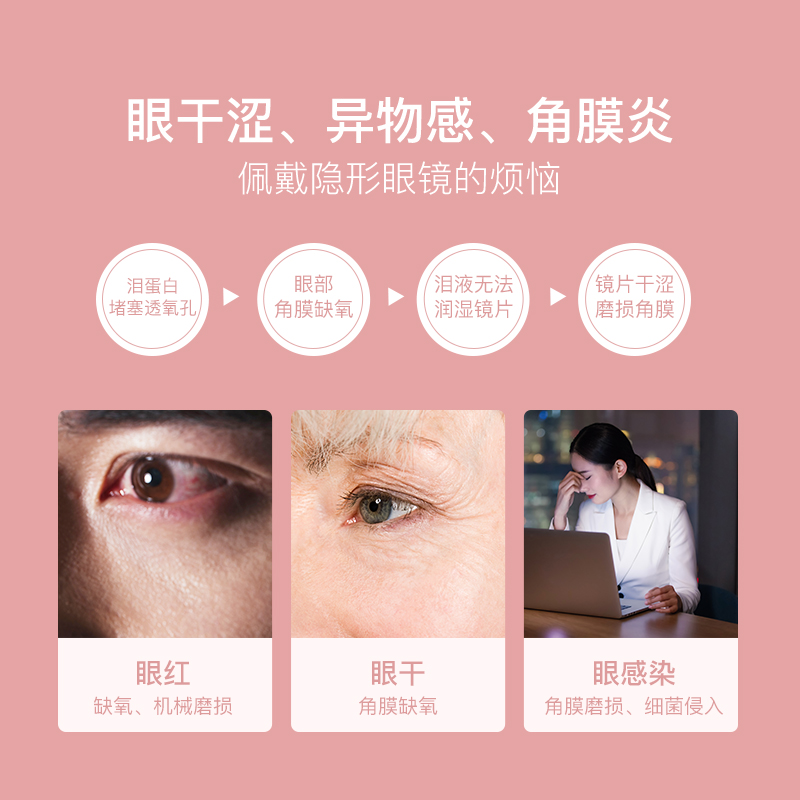 眼干涩、异物感、角膜炎
佩戴隐形眼镜的烦恼
泪蛋白
堵塞透氧孔
眼部
角膜缺氧
泪液无法
润湿镜片
镜片干涩
磨损角膜
眼红
缺氧、机械磨损
眼干
角膜缺氧
眼感染
角膜磨损、细菌侵入